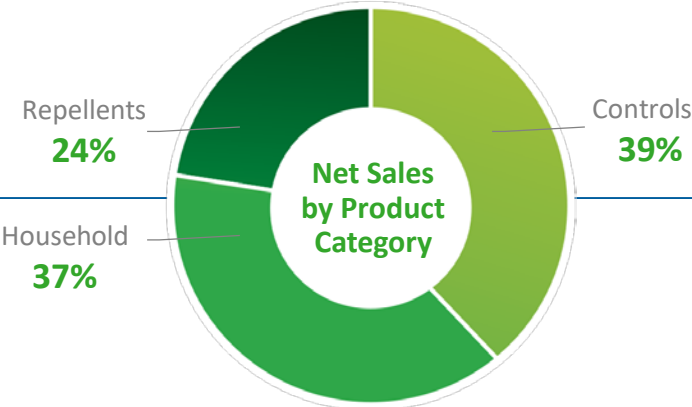 Repellents
24%
Controls
39%
Net Sales
by Product
Category
Household
37%